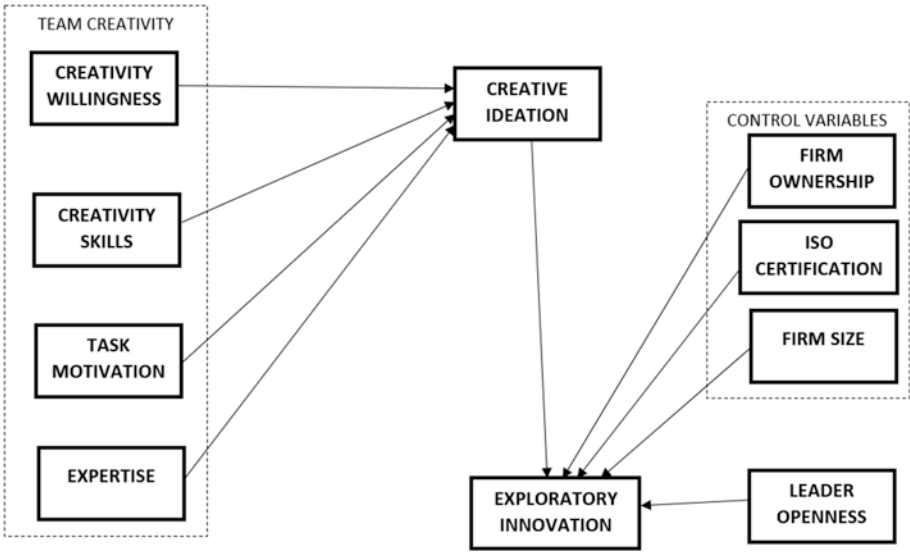 TEAM CREATIVITY
CREATIVITY
WILLINGNESS
CREATIVITY
SKILLS
TASK
MOTIVATION
EXPERTISE
CREATIVE
IDEATION
EXPLORATORY
INNOVATION
CONTROL VARIABLES
FIRM
OWNERSHIP
ISO
CERTIFICATION
FIRM SIZE
LEADER
OPENNESS